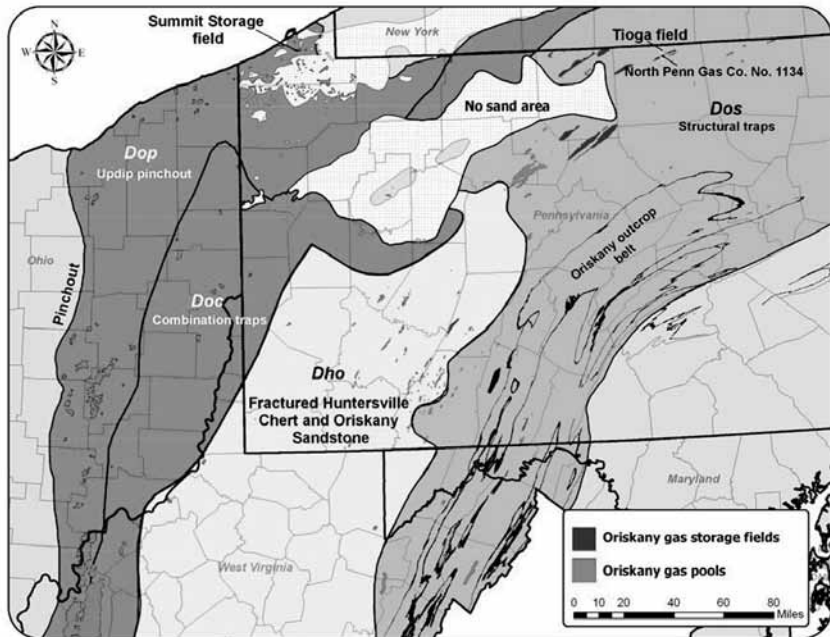 Summit Storage
field
New York
Tioga field
North Penn Gas Co. No. 1134
N
W
E
S
No sand area
Dos
Structural traps
Dop
Updip pinchout
Pennsylvania
Ohio
Oriskany outcrop
belt
Pinchout
Doc
Combination traps
Dho
Fractured Huntersville
Chert and Oriskany
Sandstone
Maryland
West Virginia
Oriskany gas storage fields
Oriskany gas pools
0 10 20 40 60 80
Miles